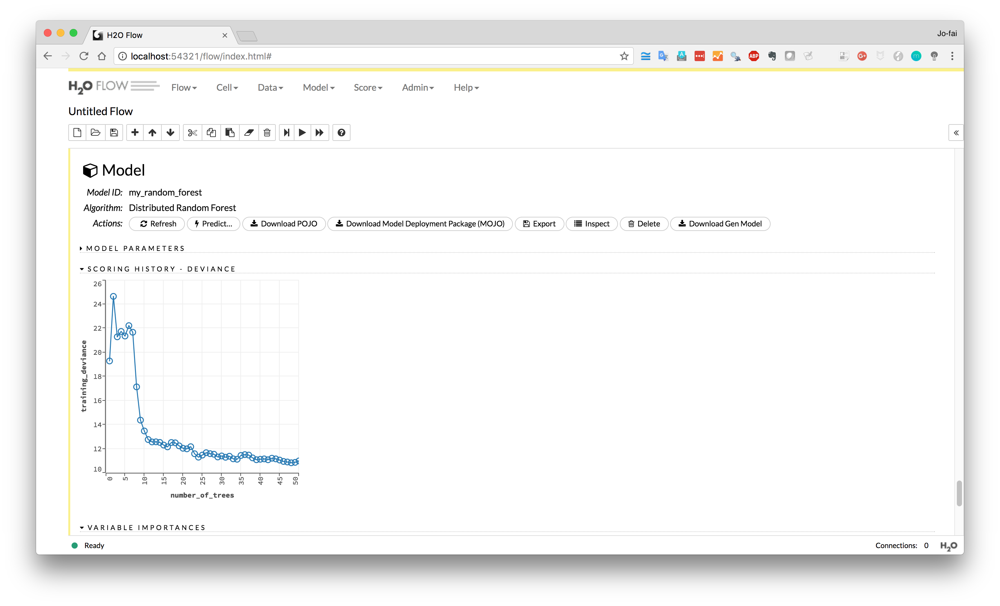 H2O Flow
Jo-fai
localhost:54321/flow/index.html#
H2O FLOW Flow Cell Data Model Score Admin Help
Untitled Flow
Model
Model ID: my_random_forest
Algorithm: Distributed Random Forest
Actions: Refresh Predict... Download POJO Download Model Deployment Package (MOJO) Export Inspect Delete Download Gen Model
MODEL PARAMETERS
SCORING HISTORY - DEVIANCE
26
24
22
20
18
16
14
12
10
training_deviance
0 5 10 15 20 25 30 35 40 45 50
number_of_trees
VARIABLE IMPORTANCES
Ready
Connections: 0 H2O